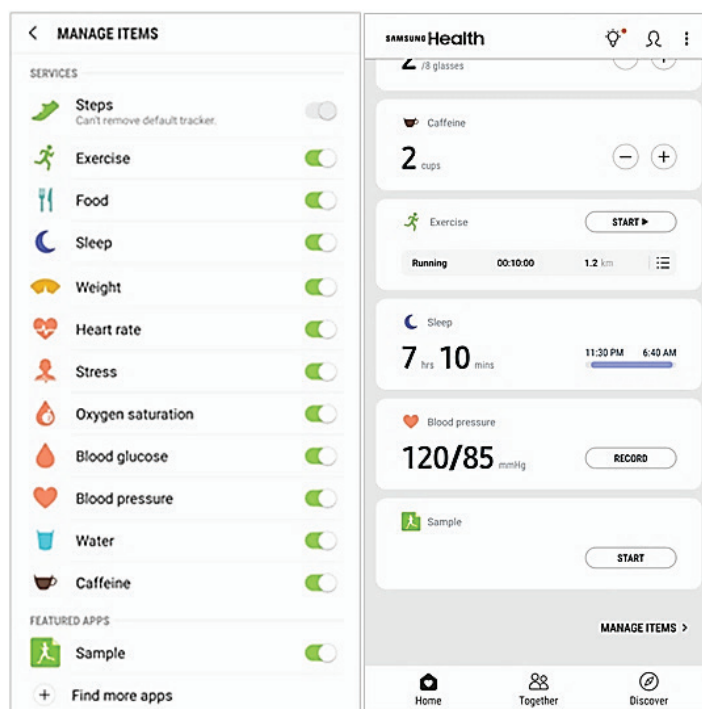 MANAGE ITEMS
SERVICES
Steps
Can't remove default tracker.
Exercise
Food
Sleep
Weight
Heart rate
Stress
Oxygen saturation
Blood glucose
Blood pressure
Water
Caffeine
FEATURED APPS
Sample
Find more apps
SAMSUNG Health
2 /8 glasses
Caffeine
2 cups
Exercise
START
Running 00:10:00 1.2 km
Sleep
7 hrs 10 mins
11:30 PM 6:40 AM
Blood pressure
120/85 mmHg
RECORD
Sample
START
MANAGE ITEMS >
Home Together Discover